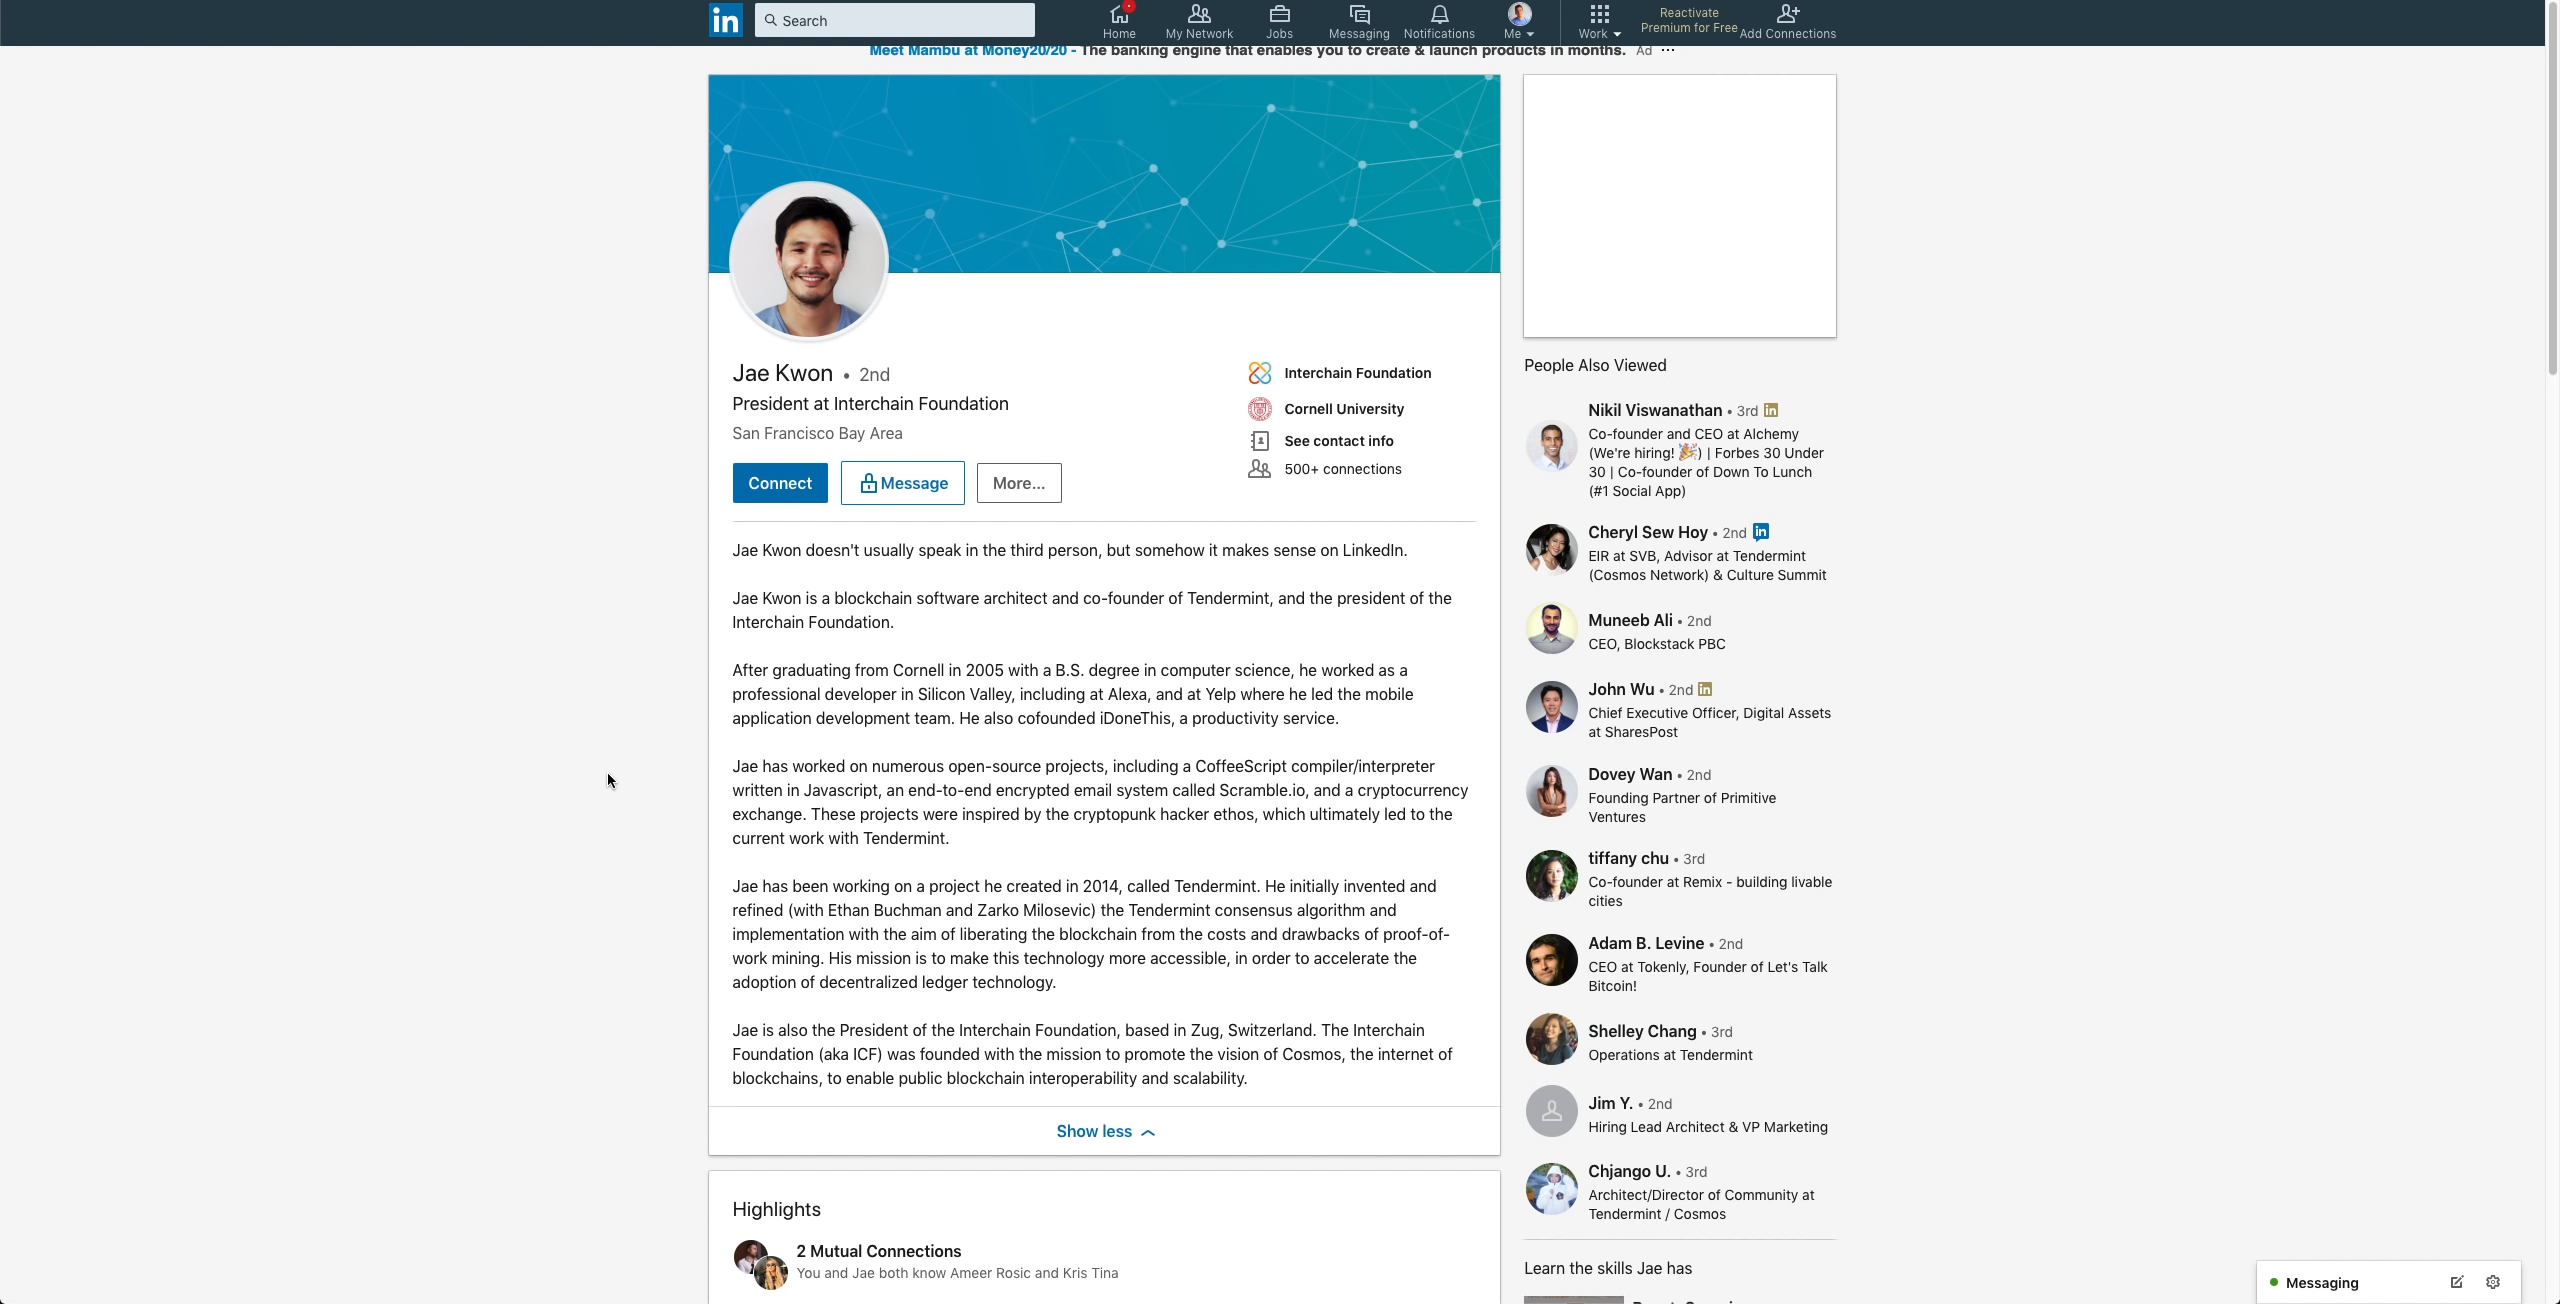 in
Search
Home
My Network
Jobs
Messaging
Notifications
Me
Work
Reactivate
Premium for Free
Add Connections
Meet Mambu at Money20/20 - The banking engine that enables you to create & launch products in months. Ad ...
Jae Kwon • 2nd
President at Interchain Foundation
San Francisco Bay Area
Connect
Message
More...
Interchain Foundation
Cornell University
See contact info
500+ connections
Jae Kwon doesn't usually speak in the third person, but somehow it makes sense on LinkedIn.
Jae Kwon is a blockchain software architect and co-founder of Tendermint, and the president of the
Interchain Foundation.
After graduating from Cornell in 2005 with a B.S. degree in computer science, he worked as a
professional developer in Silicon Valley, including at Alexa, and at Yelp where he led the mobile
application development team. He also cofounded iDoneThis, a productivity service.
Jae has worked on numerous open-source projects, including a CoffeeScript compiler/interpreter
written in Javascript, an end-to-end encrypted email system called Scramble.io, and a cryptocurrency
exchange. These projects were inspired by the cryptopunk hacker ethos, which ultimately led to the
current work with Tendermint.
Jae has been working on a project he created in 2014, called Tendermint. He initially invented and
refined (with Ethan Buchman and Zarko Milosevic) the Tendermint consensus algorithm and
implementation with the aim of liberating the blockchain from the costs and drawbacks of proof-of-
work mining. His mission is to make this technology more accessible, in order to accelerate the
adoption of decentralized ledger technology.
Jae is also the President of the Interchain Foundation, based in Zug, Switzerland. The Interchain
Foundation (aka ICF) was founded with the mission to promote the vision of Cosmos, the internet of
blockchains, to enable public blockchain interoperability and scalability.
Show less
Highlights
2 Mutual Connections
You and Jae both know Ameer Rosic and Kris Tina
People Also Viewed
Nikil Viswanathan • 3rd in
Co-founder and CEO at Alchemy
(We're hiring! 🎉) | Forbes 30 Under
30 | Co-founder of Down To Lunch
(#1 Social App)
Cheryl Sew Hoy • 2nd in
EIR at SVB, Advisor at Tendermint
(Cosmos Network) & Culture Summit
Muneeb Ali • 2nd
CEO, Blockstack PBC
John Wu • 2nd in
Chief Executive Officer, Digital Assets
at SharesPost
Dovey Wan • 2nd
Founding Partner of Primitive
Ventures
tiffany chu • 3rd
Co-founder at Remix - building livable
cities
Adam B. Levine • 2nd
CEO at Tokenly, Founder of Let's Talk
Bitcoin!
Shelley Chang • 3rd
Operations at Tendermint
Jim Y. • 2nd
Hiring Lead Architect & VP Marketing
Chjango U. • 3rd
Architect/Director of Community at
Tendermint / Cosmos
Learn the skills Jae has
Messaging